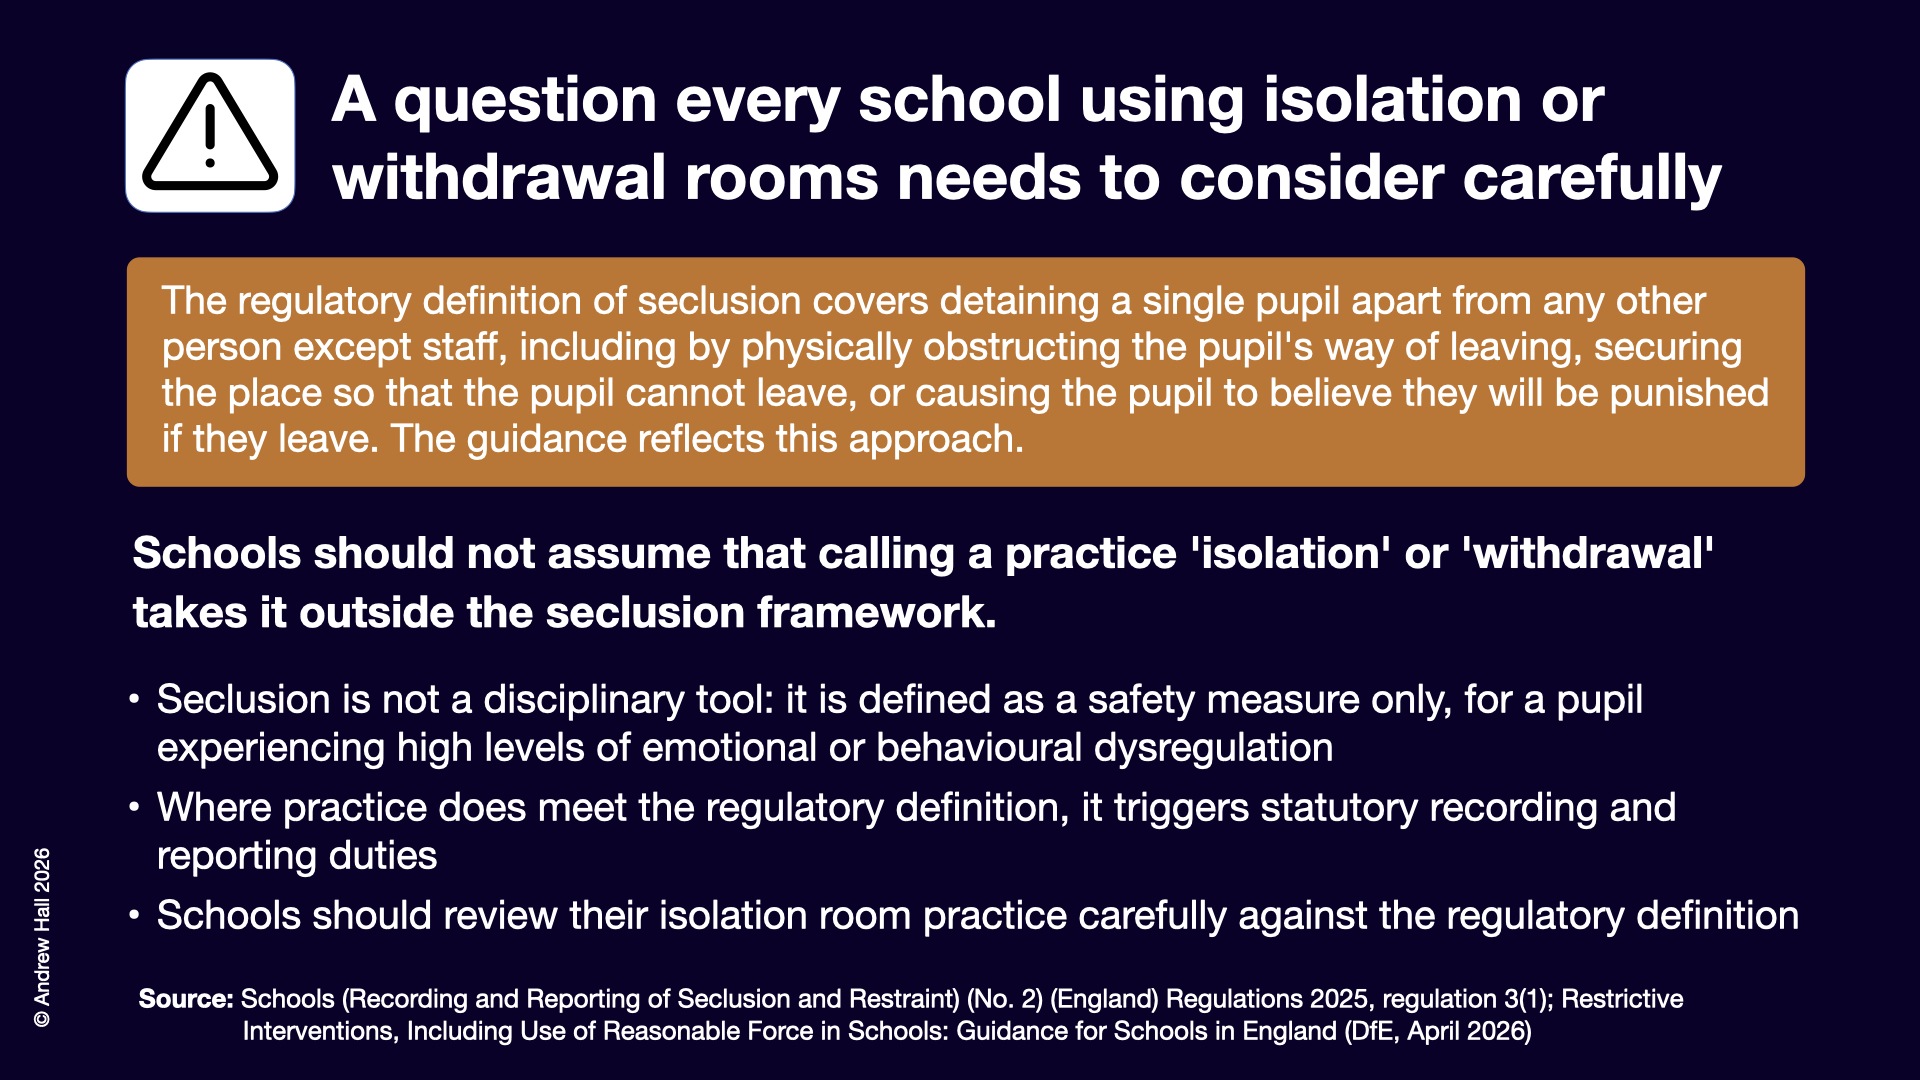 A question every school using isolation or
withdrawal rooms needs to consider carefully
The regulatory definition of seclusion covers detaining a single pupil apart from any other
person except staff, including by physically obstructing the pupil's way of leaving, securing
the place so that the pupil cannot leave, or causing the pupil to believe they will be punished
if they leave. The guidance reflects this approach.
Schools should not assume that calling a practice 'isolation' or 'withdrawal'
takes it outside the seclusion framework.
• Seclusion is not a disciplinary tool: it is defined as a safety measure only, for a pupil
experiencing high levels of emotional or behavioural dysregulation
• Where practice does meet the regulatory definition, it triggers statutory recording and
reporting duties
• Schools should review their isolation room practice carefully against the regulatory definition
Source: Schools (Recording and Reporting of Seclusion and Restraint) (No. 2) (England) Regulations 2025, regulation 3(1); Restrictive
Interventions, Including Use of Reasonable Force in Schools: Guidance for Schools in England (DfE, April 2026)
© Andrew Hall 2026